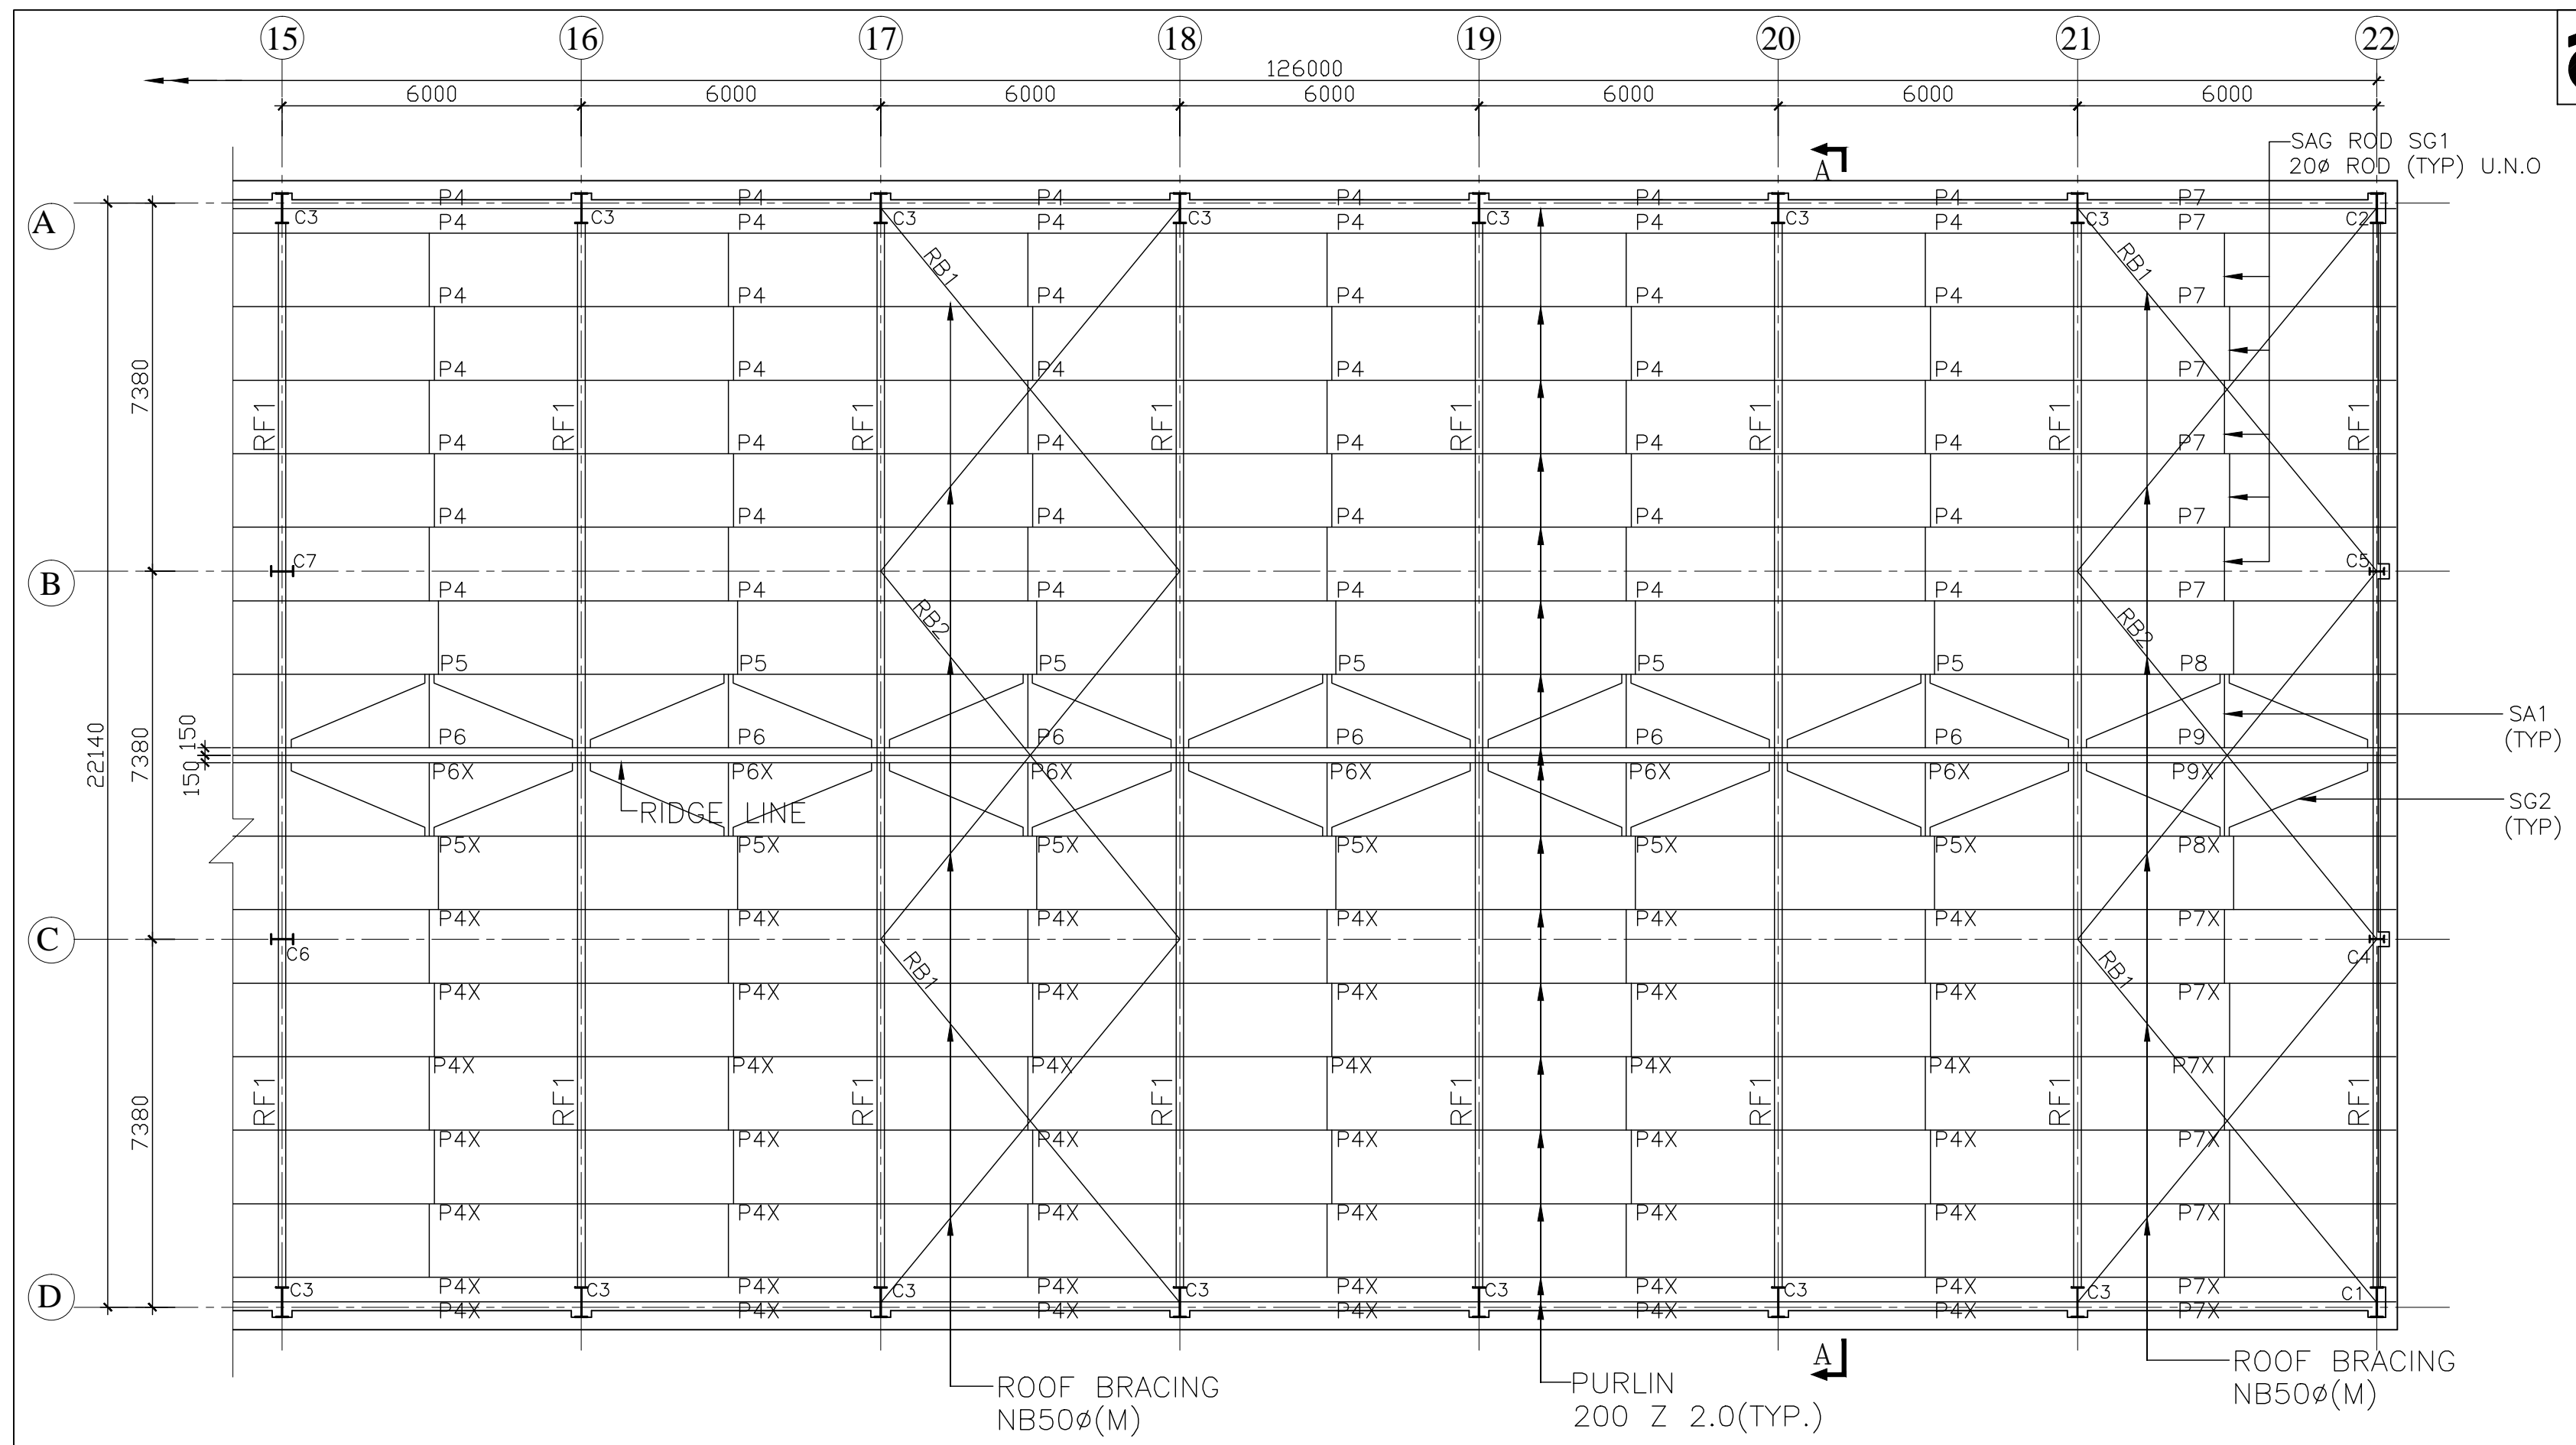 15 16 17 18 19 20 21 22
126000
6000 6000 6000 6000 6000 6000 6000
SAG ROD SG1
20ø ROD (TYP) U.N.O
A
P4 P4 P4 P4 P4 P4 P7
A
C3 C3 C3 C3 C3 C3 C3 C2
P4 P4 P4 P4 P4 P4 P7
RB1 RB1
P4 P4 P4 P4 P4 P4 P7
P4 P4 P4 P4 P4 P4 P7
7380
RF1 RF1 RF1 RF1 RF1 RF1 RF1 RF1
P4 P4 P4 P4 P4 P4 P7
P4 P4 P4 P4 P4 P4 P7
B
C7 C5
P4 P4 P4 P4 P4 P4 P7
RB2 RB2
P5 P5 P5 P5 P5 P5 P8
SA1
(TYP)
22140
7380
150 150
P6 P6 P6 P6 P6 P6 P9
P6X P6X P6X P6X P6X P6X P9X
RIDGE LINE
SG2
(TYP)
P5X P5X P5X P5X P5X P5X P8X
P4X P4X P4X P4X P4X P4X P7X
C
C6 C4
RB1 RB1
P4X P4X P4X P4X P4X P4X P7X
P4X P4X P4X P4X P4X P4X P7X
7380
RF1 RF1 RF1 RF1 RF1 RF1 RF1 RF1
P4X P4X P4X P4X P4X P4X P7X
P4X P4X P4X P4X P4X P4X P7X
P4X P4X P4X P4X P4X P4X P7X
D
C3 C3 C3 C3 C3 C3 C3 C1
P4X P4X P4X P4X P4X P4X P7X
A
ROOF BRACING
NB50ø(M)
PURLIN
200 Z 2.0(TYP.)
ROOF BRACING
NB50ø(M)